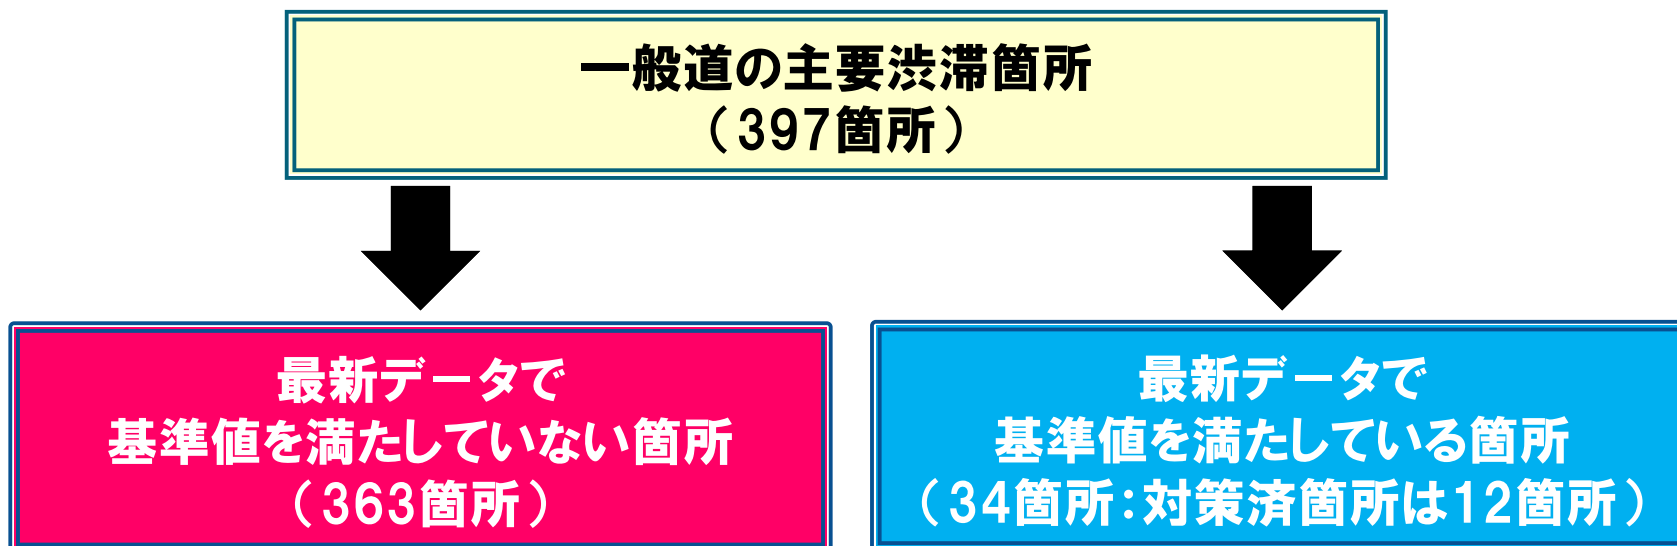 一般道の主要渋滞箇所
（397箇所）
最新データで
基準値を満たしていない箇所
（363箇所）
最新データで
基準値を満たしている箇所
（34箇所：対策済箇所は12箇所）